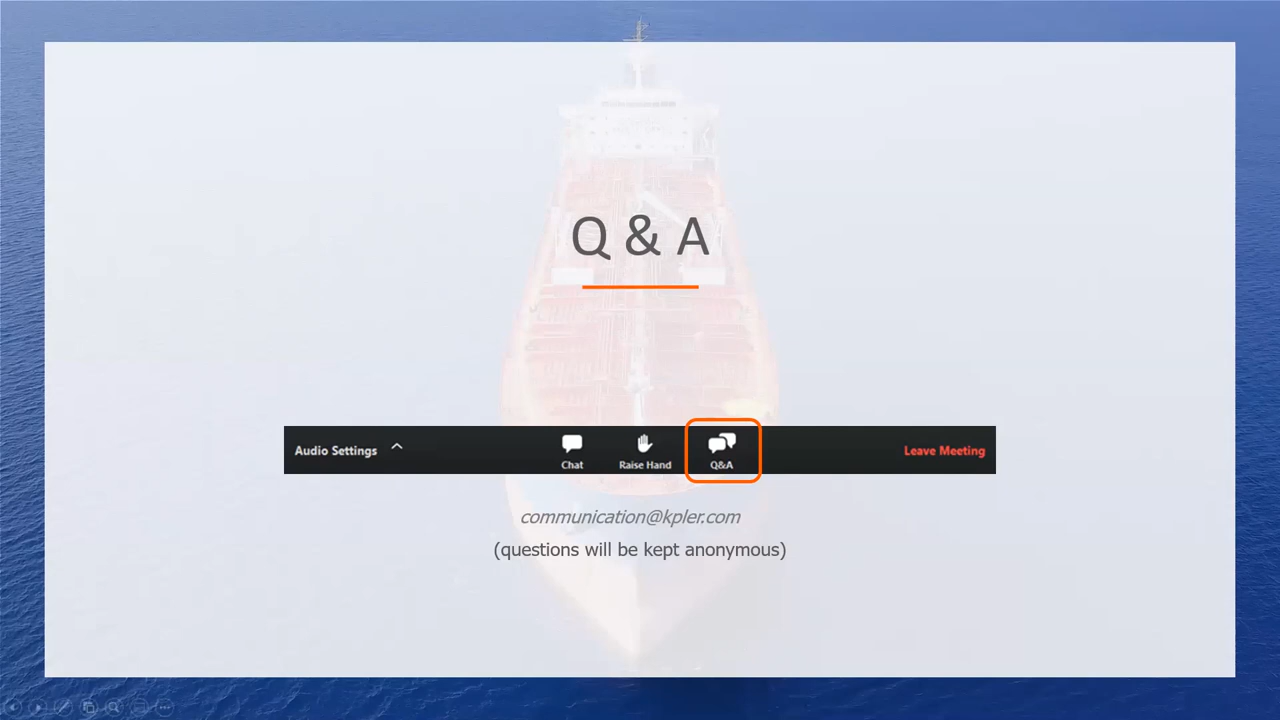 Q & A
Audio Settings
Chat
Raise Hand
Q&A
Leave Meeting
communication@kpler.com
(questions will be kept anonymous)